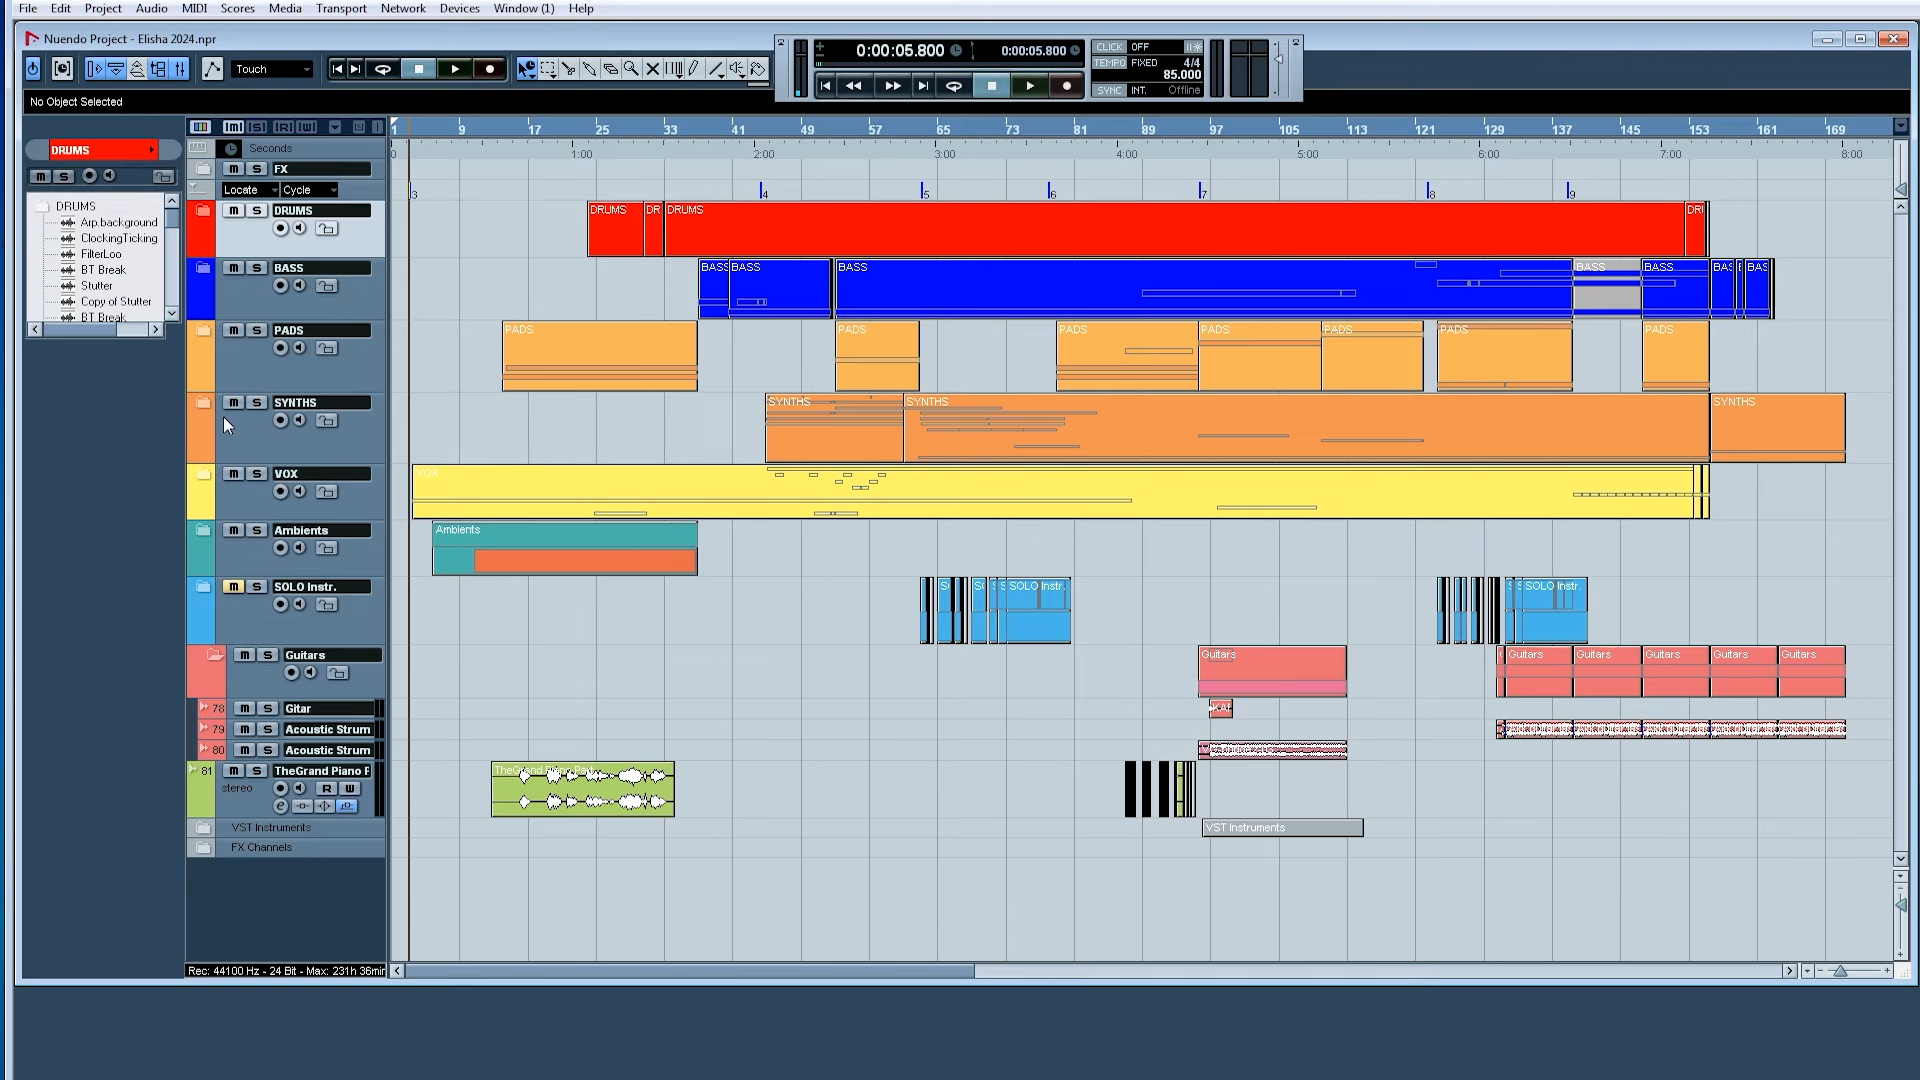 File Edit Project Audio MIDI Scores Media Transport Network Devices Window (1) Help
Nuendo Project - Elisha 2024.npr
Touch
0:00:05.800 0:00:05.800
CLICK OFF
TEMPO FIXED 4/4
85.000
SYNC INT. Offline
No Object Selected
DRUMS
m S
DRUMS
Arp.background
ClockingTicking
FilterLoo
BT Break
Stutter
Copy of Stutter
BT Break
[m] [S] [R] [W]
1 9 17 25 33 41 49 57 65 73 81 89 97 105 113 121 129 137 145 153 161 169
Seconds
0 1:00 2:00 3:00 4:00 5:00 6:00 7:00 8:00
m S FX
Locate Cycle
3 4 5 6 7 8 9
m S DRUMS
DRUMS DR DRUMS DRI
m S BASS
BASS BASS BASS BASS BASS BAS BAS
m S PADS
PADS PADS PADS PADS PADS PADS PADS
m S SYNTHS
SYNTHS SYNTHS SYNTHS
m S VOX
VOX
m S Ambients
Ambients
m S SOLO Instr.
SOLO Instr. SOLO Instr.
m S Guitars
Guitars Guitars Guitars Guitars Guitars Guitars
78 m S Gitar
79 m S Acoustic Strum
80 m S Acoustic Strum
81 m S TheGrand Piano P
TheGrand Piano Part
stereo R W
e
VST Instruments
VST Instruments
FX Channels
Rec: 44100 Hz - 24 Bit - Max: 231h 36min